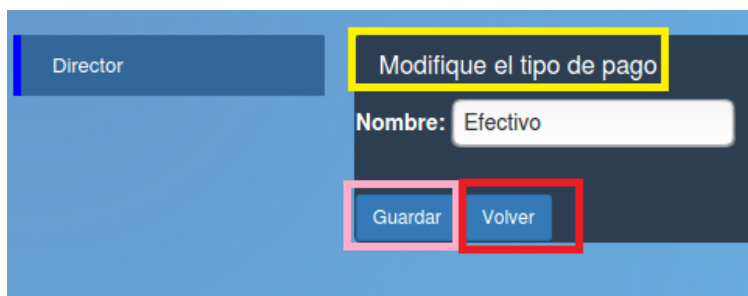 Director
Modifique el tipo de pago
Nombre: Efectivo
Guardar Volver